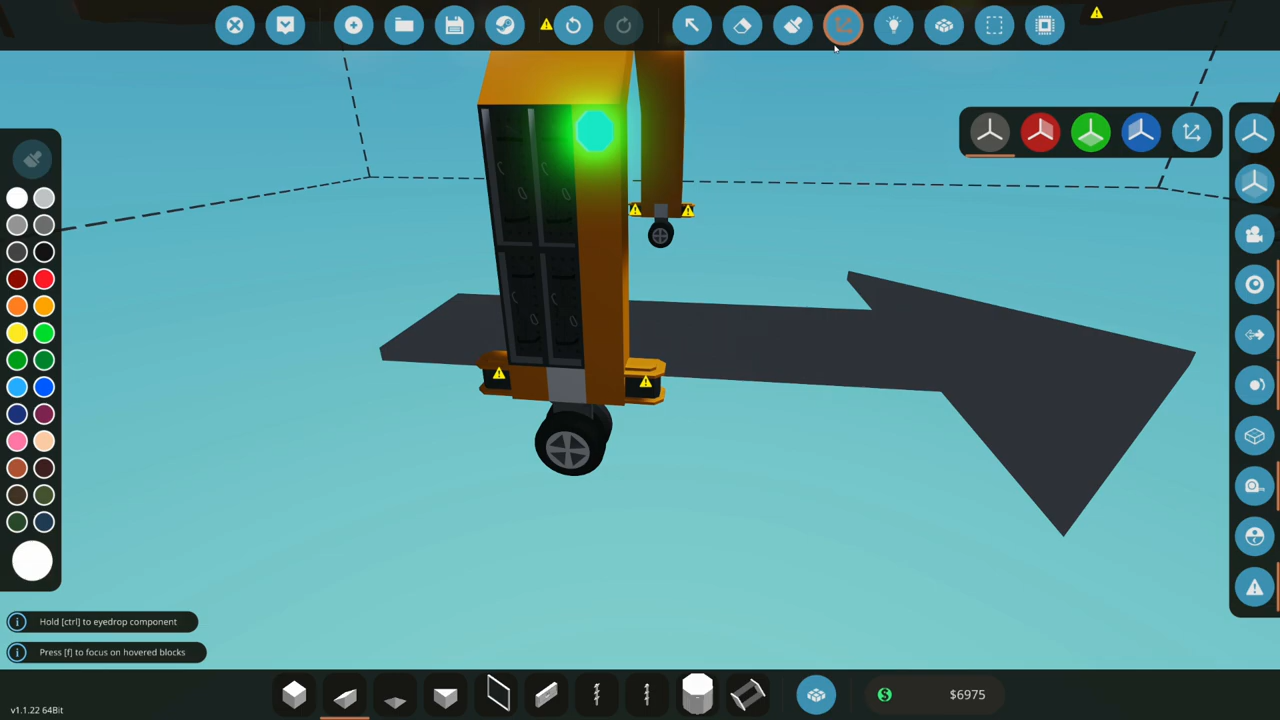 Hold [ctrl] to eyedrop component
Press [f] to focus on hovered blocks
$6975
v1.1.22 64Bit